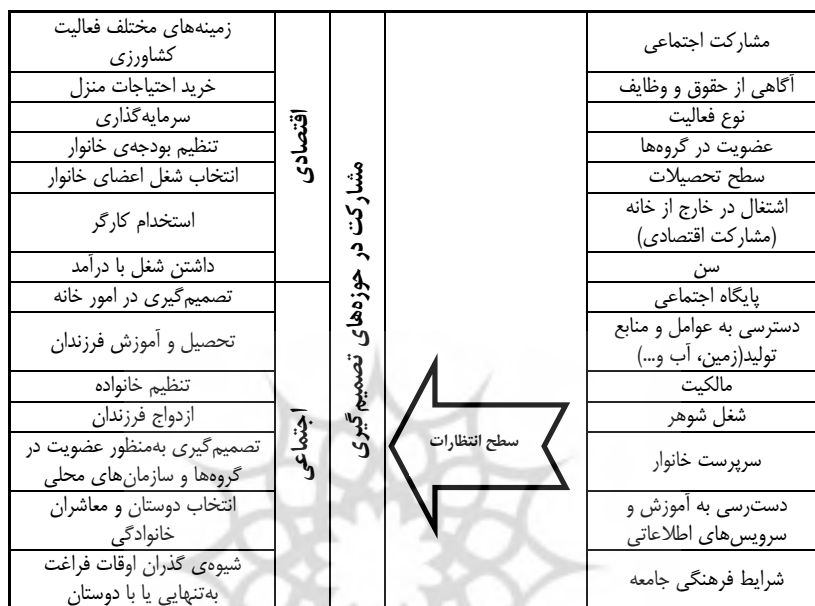 مشارکت اجتماعی
آگاهی از حقوق و وظایف
نوع فعالیت
عضویت در گروه‌ها
سطح تحصیلات
اشتغال در خارج از خانه
(مشارکت اقتصادی)
سن
پایگاه اجتماعی
دسترسی به عوامل و منابع
تولید(زمین، آب و...)
مالکیت
شغل شوهر
سرپرست خانوار
دست‌رسی به آموزش و
سرویس‌های اطلاعاتی
شرایط فرهنگی جامعه
سطح انتظارات
مشارکت در حوزه‌های تصمیم‌گیری
اقتصادی
زمینه‌های مختلف فعالیت
کشاورزی
خرید احتیاجات منزل
سرمایه‌گذاری
تنظیم بودجه‌ی خانوار
انتخاب شغل اعضای خانوار
استخدام کارگر
داشتن شغل با درآمد
اجتماعی
تصمیم‌گیری در امور خانه
تحصیل و آموزش فرزندان
تنظیم خانواده
ازدواج فرزندان
تصمیم‌گیری به‌منظور عضویت در
گروه‌ها و سازمان‌های محلی
انتخاب دوستان و معاشران
خانوادگی
شیوه‌ی گذران اوقات فراغت
به‌تنهایی یا با دوستان